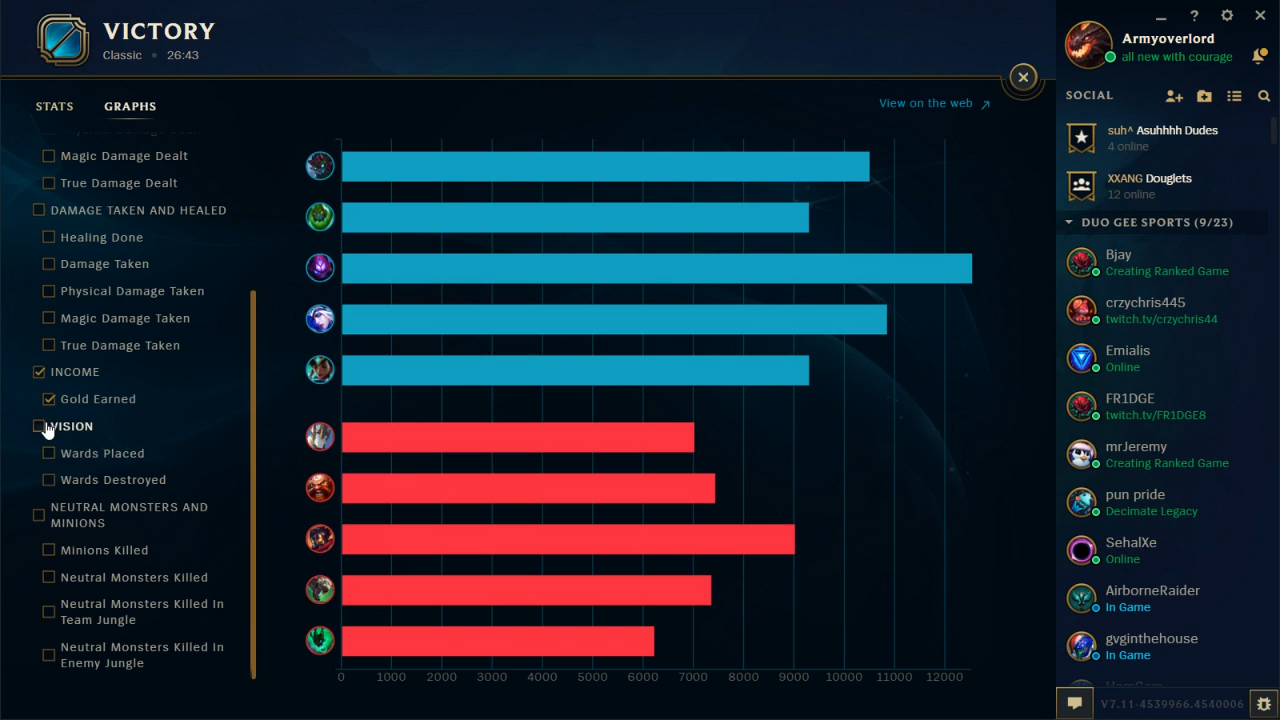 VICTORY
Classic • 26:43
STATS
GRAPHS
View on the web
Magic Damage Dealt
True Damage Dealt
DAMAGE TAKEN AND HEALED
Healing Done
Damage Taken
Physical Damage Taken
Magic Damage Taken
True Damage Taken
INCOME
Gold Earned
VISION
Wards Placed
Wards Destroyed
NEUTRAL MONSTERS AND
MINIONS
Minions Killed
Neutral Monsters Killed
Neutral Monsters Killed In
Team Jungle
Neutral Monsters Killed In
Enemy Jungle
0 1000 2000 3000 4000 5000 6000 7000 8000 9000 10000 11000 12000
Armyoverlord
all new with courage
SOCIAL
suh^ Asuhhhh Dudes
4 online
XXANG Douglets
12 online
DUO GEE SPORTS (9/23)
Bjay
Creating Ranked Game
crzychris445
twitch.tv/crzychris44
Emialis
Online
FR1DGE
twitch.tv/FR1DGE8
mrJeremy
Creating Ranked Game
pun pride
Decimate Legacy
SehalXe
Online
AirborneRaider
In Game
gvginthehouse
In Game
V7.11-4539966.4540006